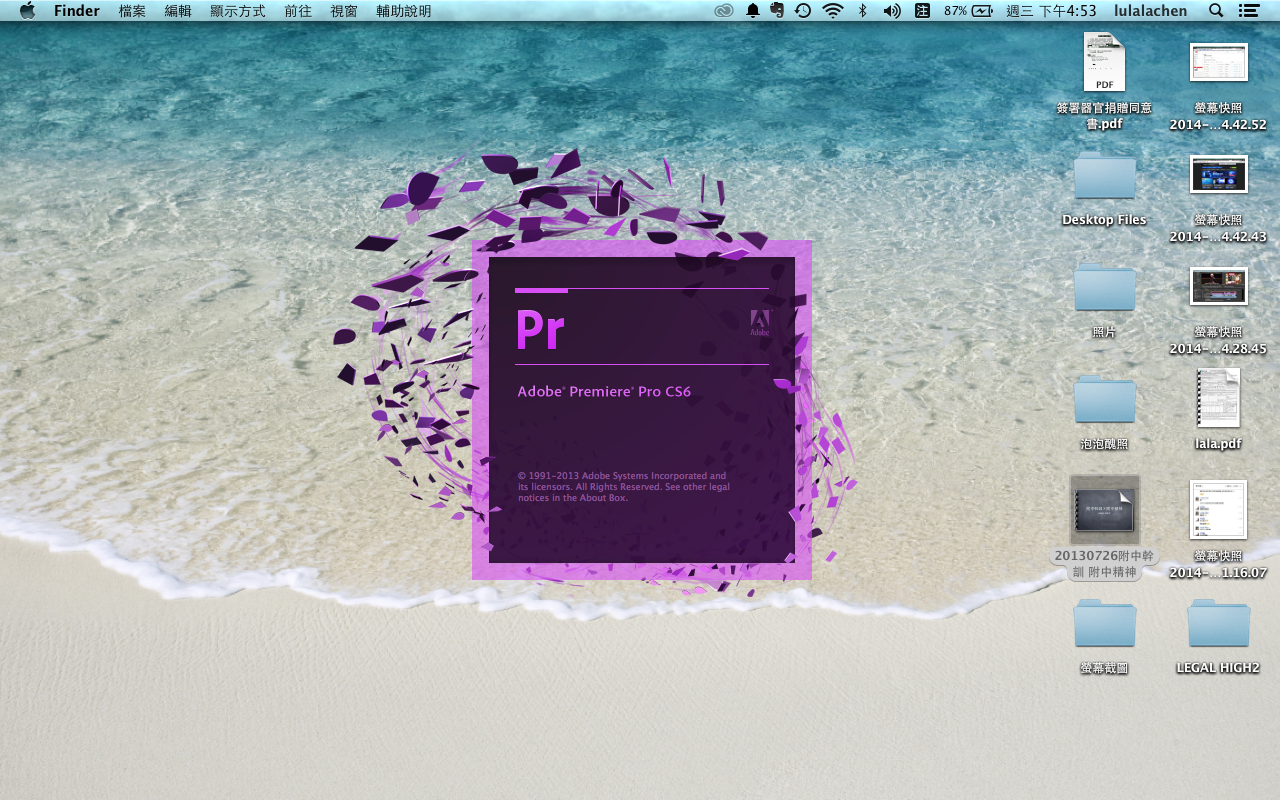 Finder 檔案 編輯 顯示方式 前往 視窗 輔助說明 注 87% 週三 下午4:53 lulalachen
PDF
簽署器官捐贈同意
書.pdf
螢幕快照
2014-...4.42.52
Desktop Files
螢幕快照
2014-...4.42.43
照片
螢幕快照
2014-...4.28.45
泡泡醜照
lala.pdf
20130726附中幹
訓 附中精神
螢幕快照
2014-...1.16.07
螢幕截圖
LEGAL HIGH2
Pr
Adobe
Adobe® Premiere® Pro CS6
© 1991-2013 Adobe Systems Incorporated and
its licensors. All Rights Reserved. See other legal
notices in the About Box.